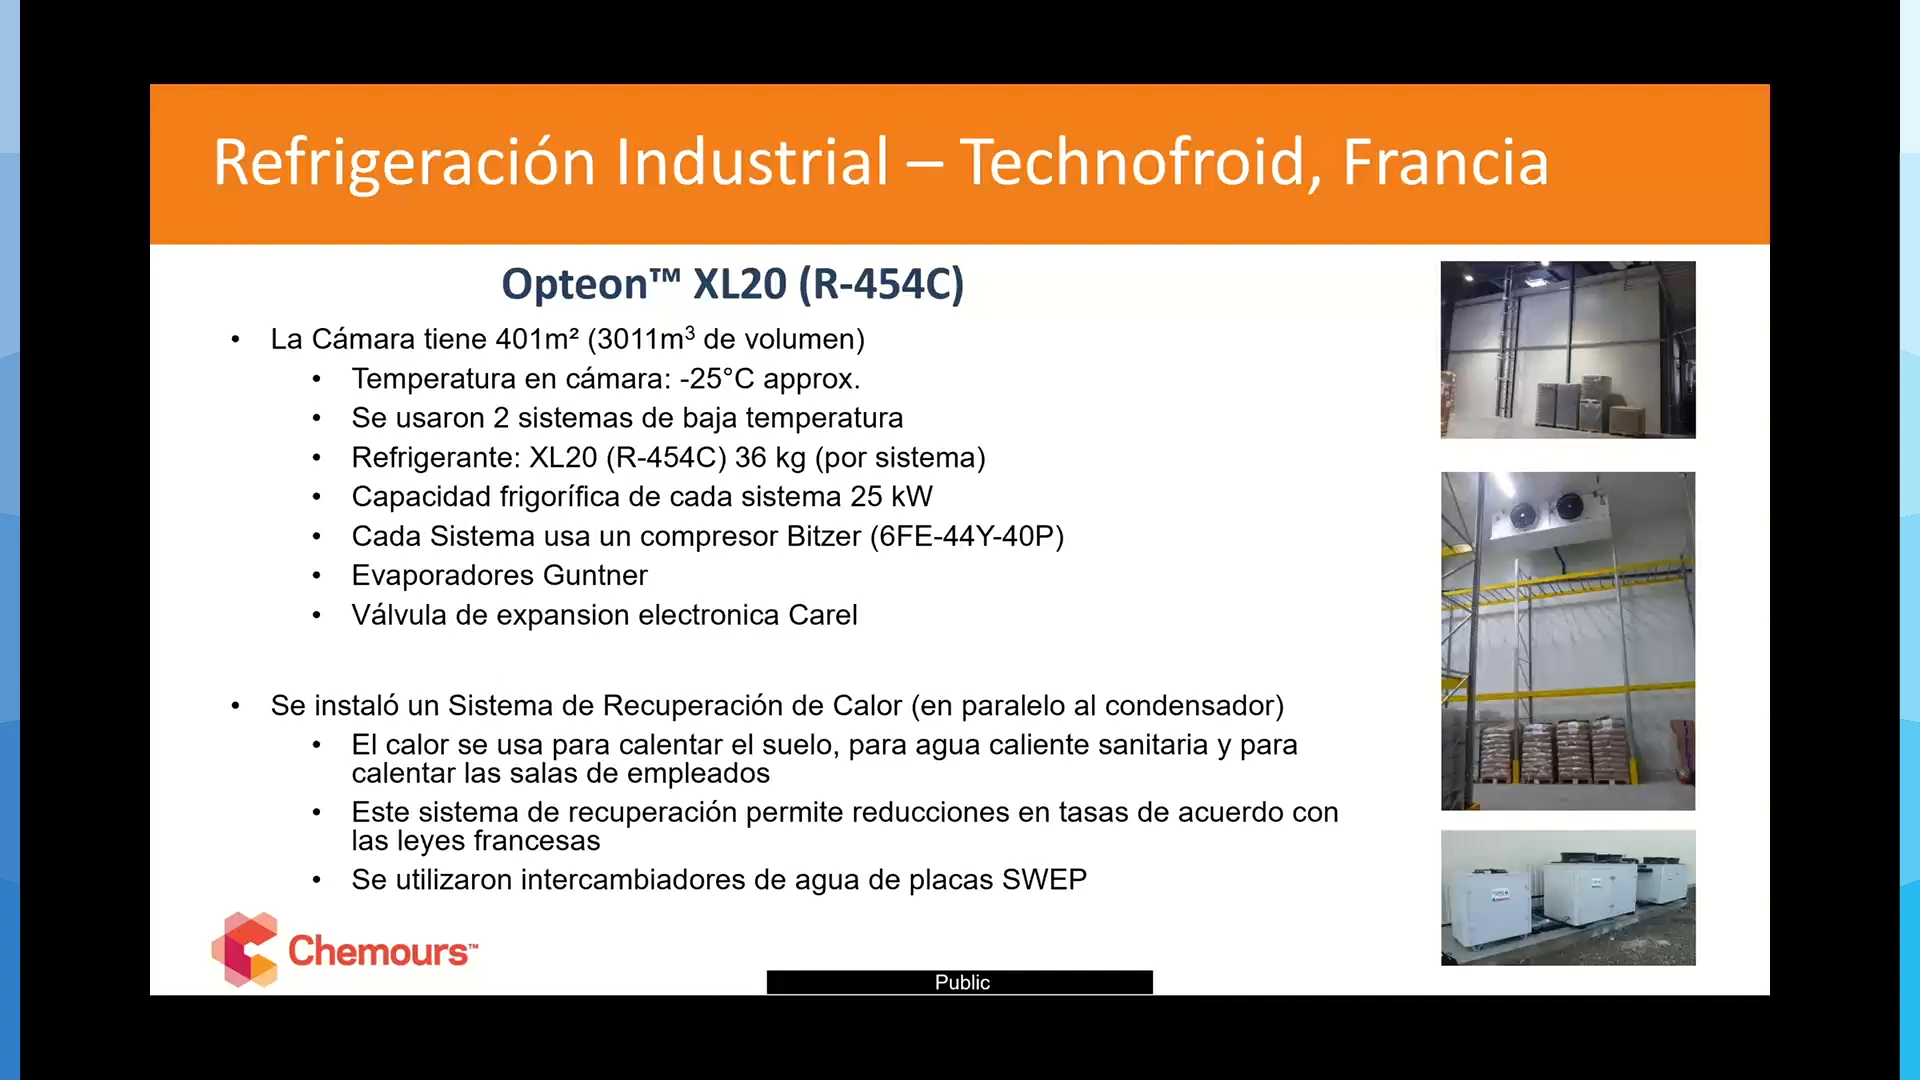 Refrigeración Industrial – Technofroid, Francia
Opteon™ XL20 (R-454C)
• La Cámara tiene 401m² (3011m³ de volumen)
• Temperatura en cámara: -25°C approx.
• Se usaron 2 sistemas de baja temperatura
• Refrigerante: XL20 (R-454C) 36 kg (por sistema)
• Capacidad frigorífica de cada sistema 25 kW
• Cada Sistema usa un compresor Bitzer (6FE-44Y-40P)
• Evaporadores Guntner
• Válvula de expansion electronica Carel
• Se instaló un Sistema de Recuperación de Calor (en paralelo al condensador)
• El calor se usa para calentar el suelo, para agua caliente sanitaria y para
calentar las salas de empleados
• Este sistema de recuperación permite reducciones en tasas de acuerdo con
las leyes francesas
• Se utilizaron intercambiadores de agua de placas SWEP
Chemours™
Public